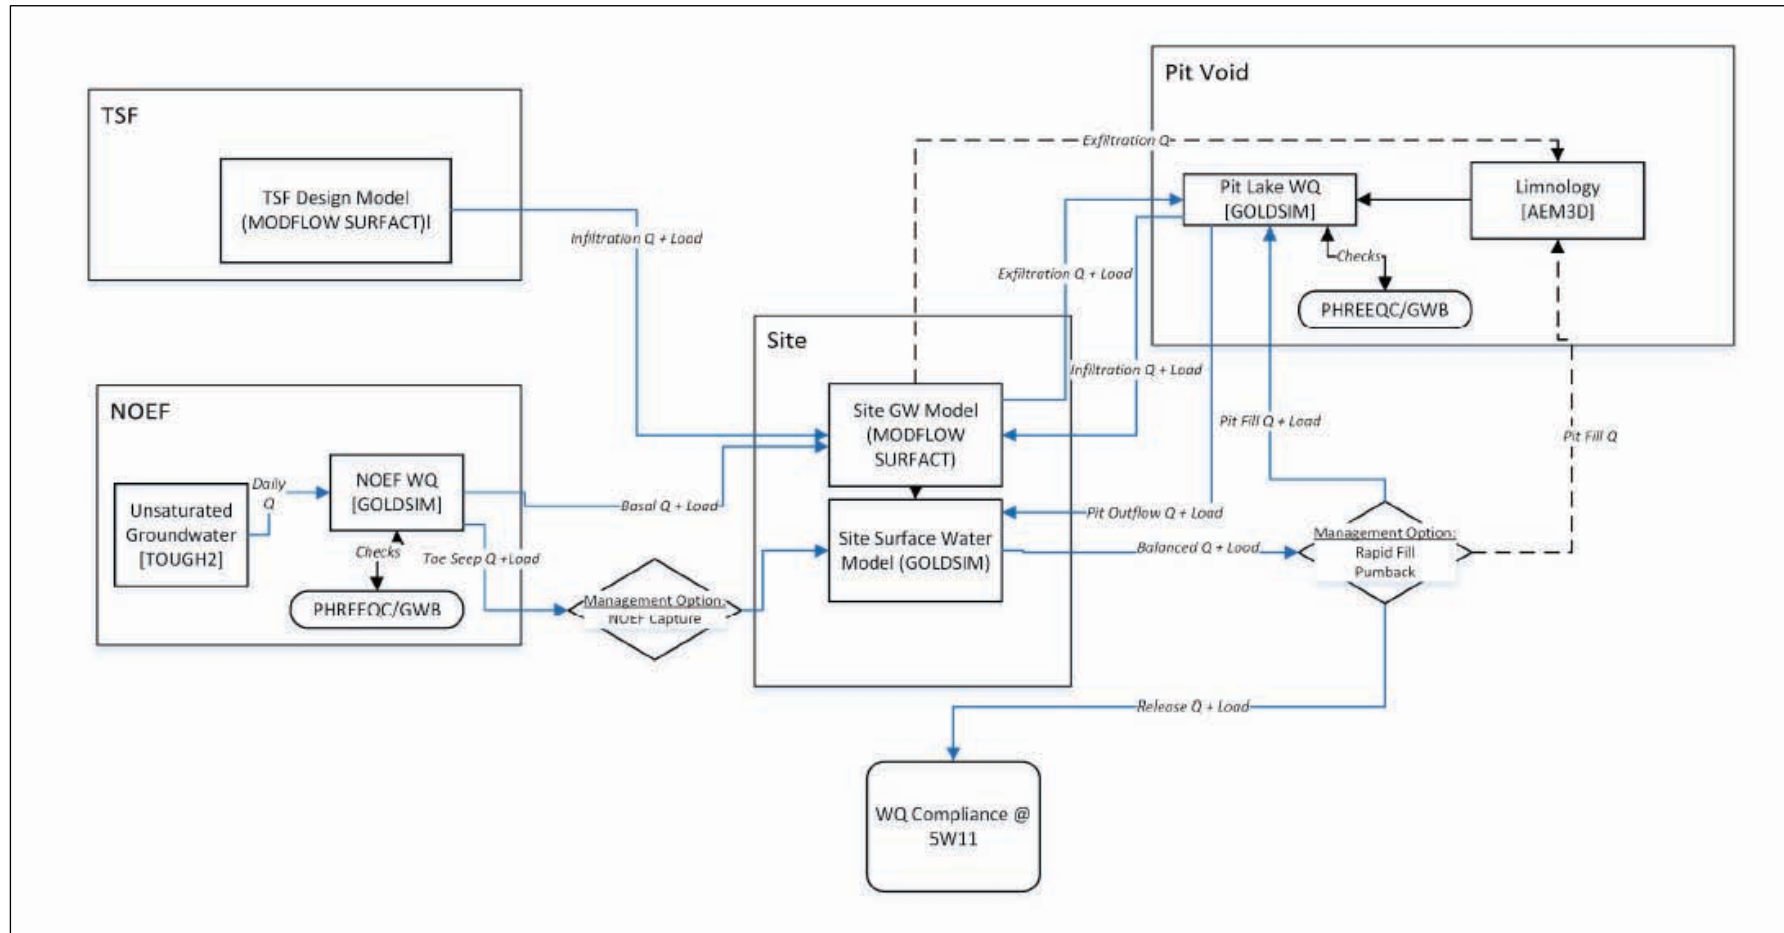 TSF
TSF Design Model
(MODFLOW SURFACT)l
Infiltration Q + Load
Pit Void
Exfiltration Q
Pit Lake WQ
[GOLDSIM]
Limnology
[AEM3D]
Checks
PHREEQC/GWB
Exfiltration Q + Load
Infiltration Q + Load
Pit Fill Q + Load
Pit Fill Q
Site
Site GW Model
(MODFLOW
SURFACT)
Site Surface Water
Model (GOLDSIM)
Pit Outflow Q + Load
Balanced Q + Load
Management Option:
Rapid Fill
Pumback
NOEF
Unsaturated
Groundwater
[TOUGH2]
Daily
Q
NOEF WQ
[GOLDSIM]
Checks
PHREEQC/GWB
Basal Q + Load
Toe Seep Q +Load
Management Option:
NOEF Capture
Release Q + Load
WQ Compliance @
SW11